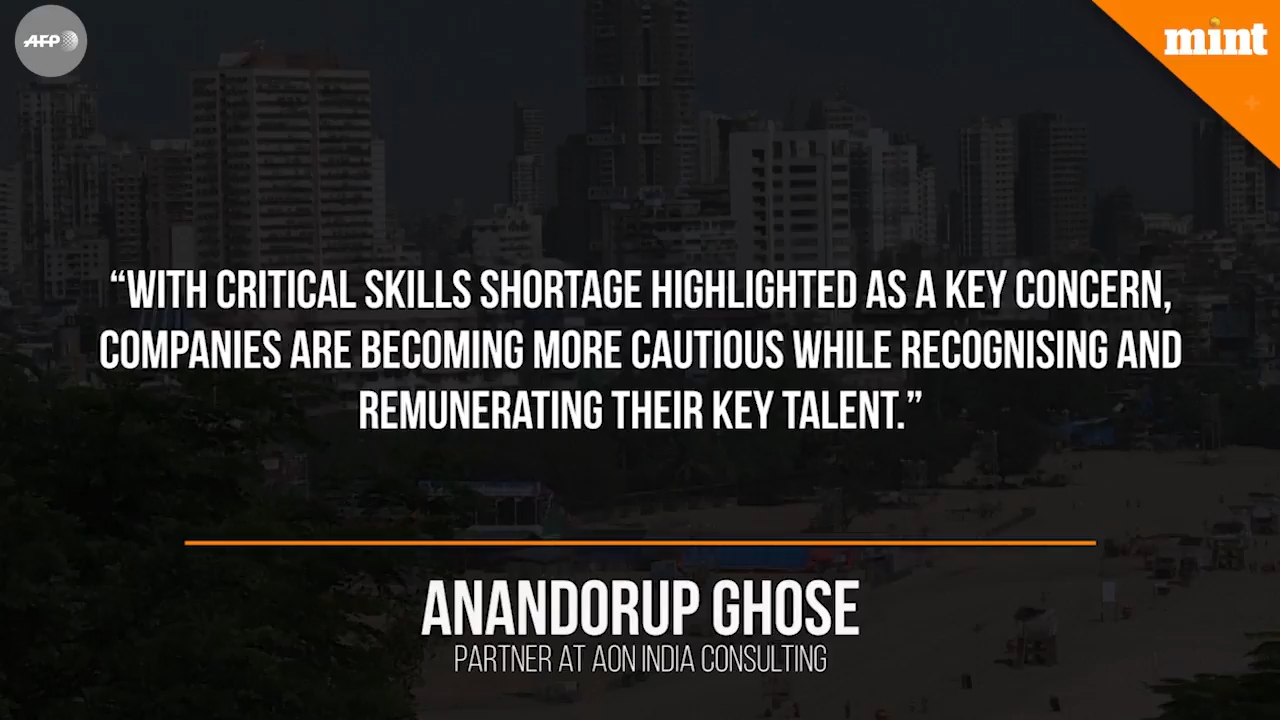 AFP
mint
“WITH CRITICAL SKILLS SHORTAGE HIGHLIGHTED AS A KEY CONCERN,
COMPANIES ARE BECOMING MORE CAUTIOUS WHILE RECOGNISING AND
REMUNERATING THEIR KEY TALENT.”
ANANDORUP GHOSE
PARTNER AT AON INDIA CONSULTING